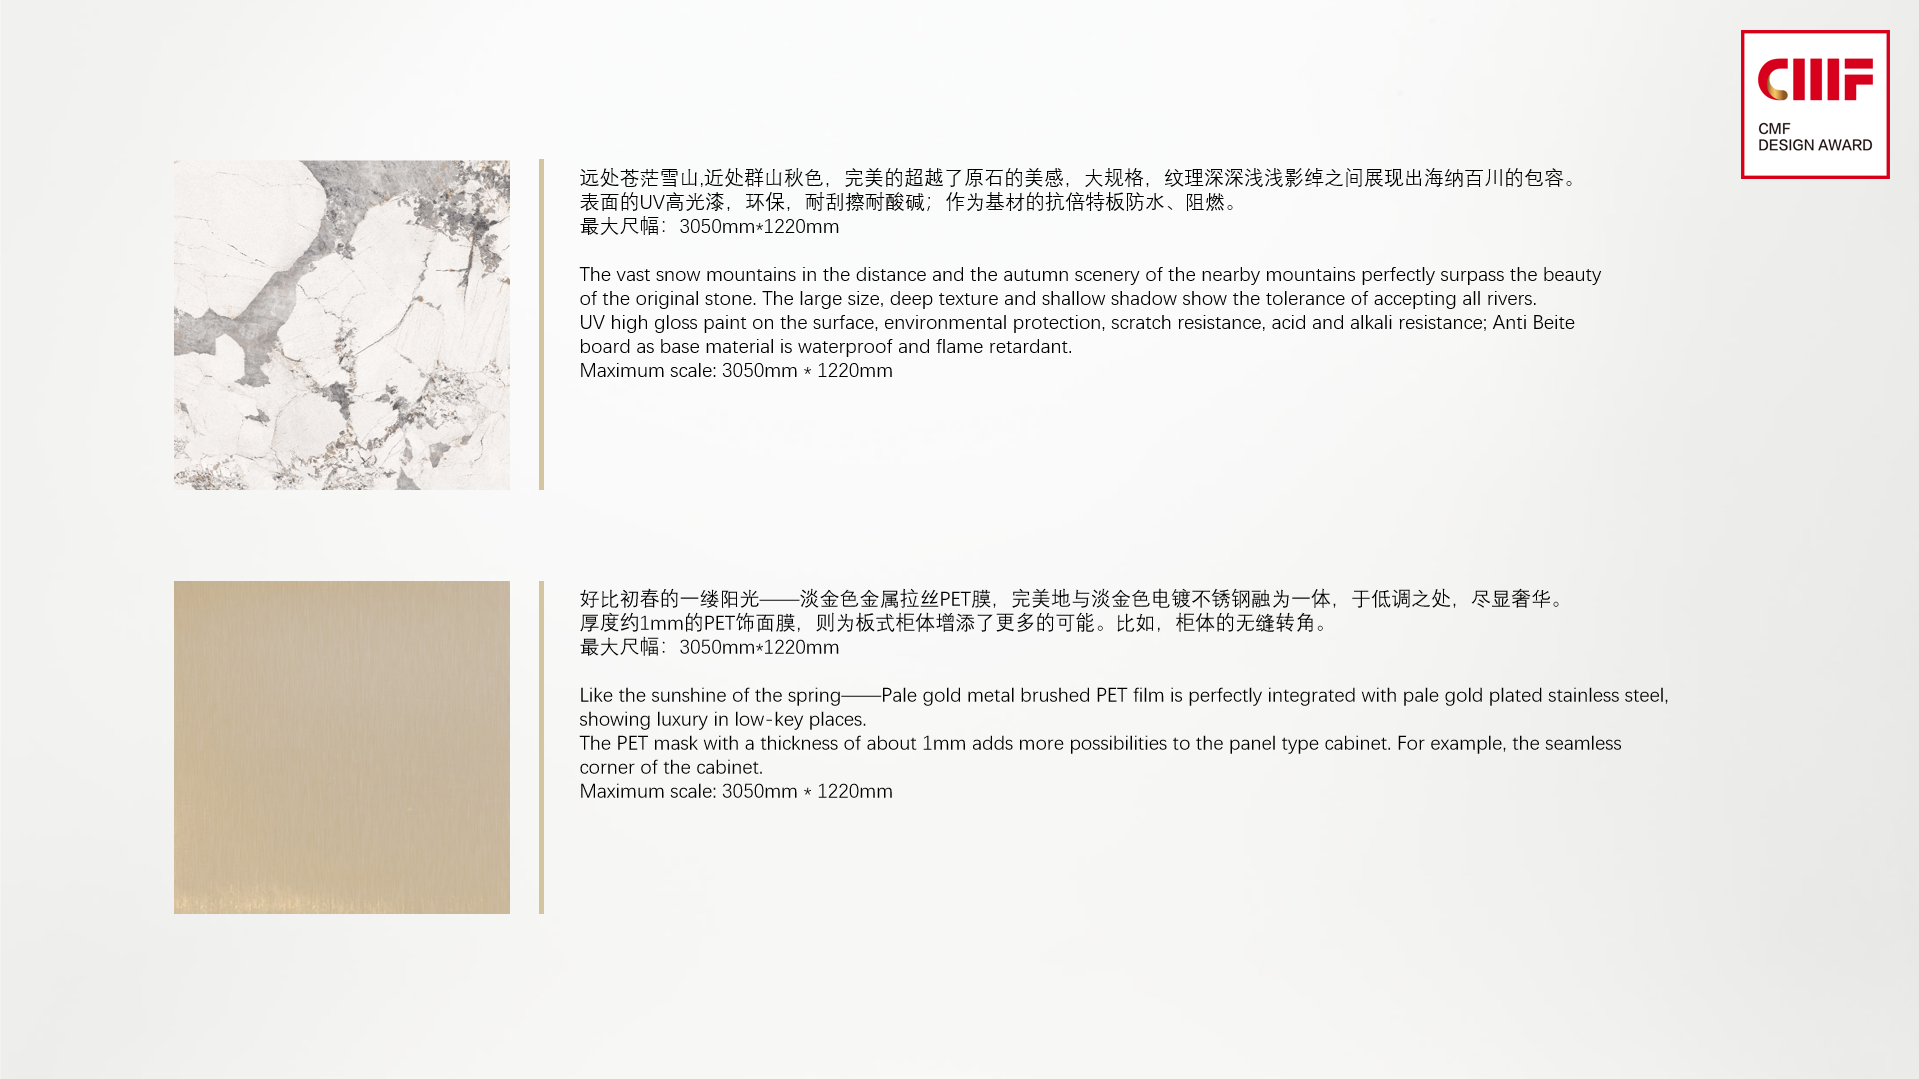 CMF
CMF
DESIGN AWARD
远处苍茫雪山,近处群山秋色，完美的超越了原石的美感，大规格，纹理深深浅浅影绰之间展现出海纳百川的包容。
表面的UV高光漆，环保，耐刮擦耐酸碱；作为基材的抗倍特板防水、阻燃。
最大尺幅：3050mm*1220mm
The vast snow mountains in the distance and the autumn scenery of the nearby mountains perfectly surpass the beauty
of the original stone. The large size, deep texture and shallow shadow show the tolerance of accepting all rivers.
UV high gloss paint on the surface, environmental protection, scratch resistance, acid and alkali resistance; Anti Beite
board as base material is waterproof and flame retardant.
Maximum scale: 3050mm * 1220mm
好比初春的一缕阳光——淡金色金属拉丝PET膜，完美地与淡金色电镀不锈钢融为一体，于低调之处，尽显奢华。
厚度约1mm的PET饰面膜，则为板式柜体增添了更多的可能。比如，柜体的无缝转角。
最大尺幅：3050mm*1220mm
Like the sunshine of the spring——Pale gold metal brushed PET film is perfectly integrated with pale gold plated stainless steel,
showing luxury in low-key places.
The PET mask with a thickness of about 1mm adds more possibilities to the panel type cabinet. For example, the seamless
corner of the cabinet.
Maximum scale: 3050mm * 1220mm